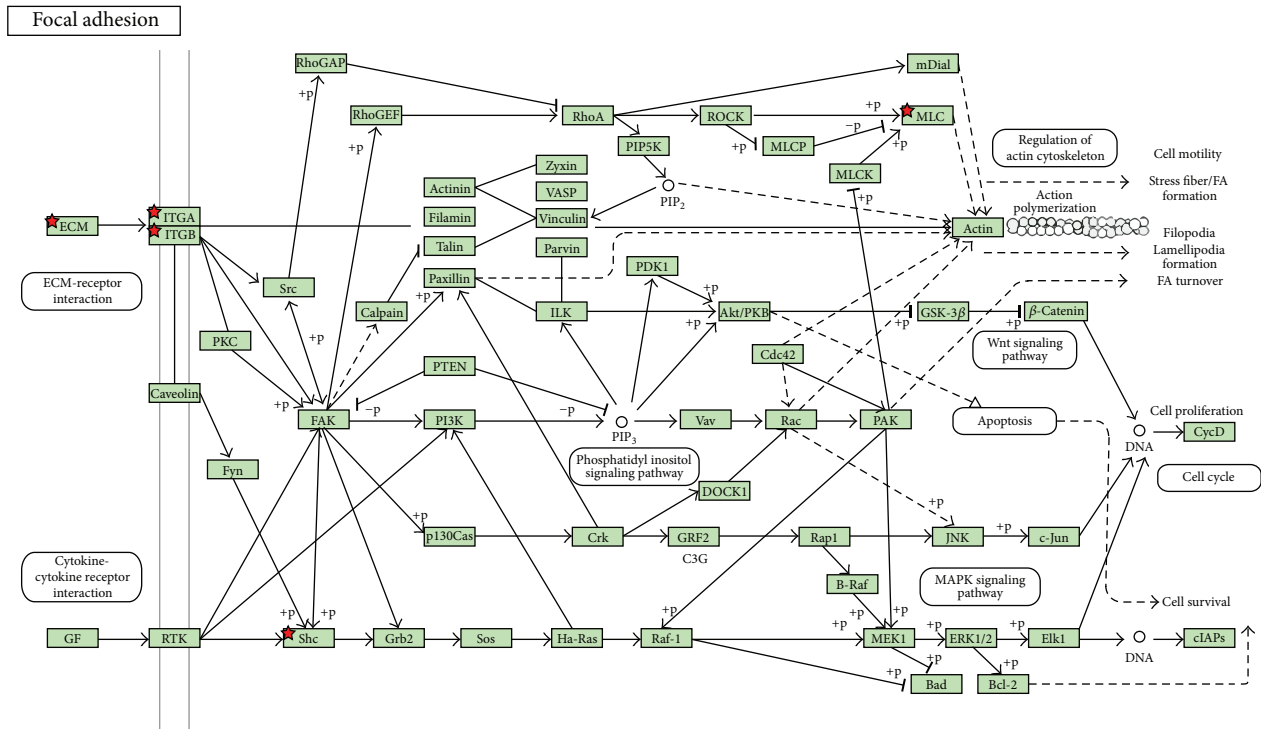 Focal adhesion
RhoGAP
mDial
+p
RhoGEF
RhoA
ROCK
+p
MLC
+p
PIP5K
+p
MLCP
−p
+p
MLCK
+p
Regulation of
actin cytoskeleton
Cell motility
Zyxin
Actinin
VASP
PIP2
Stress fiber/FA
formation
ECM
ITGA
ITGB
Filamin
Vinculin
Action
polymerization
Actin
Talin
Parvin
Filopodia
Lamellipodia
formation
ECM-receptor
interaction
Src
Paxillin
+p
PDK1
+p
FA turnover
Calpain
ILK
+p
Akt/PKB
GSK-3β
+p
β-Catenin
+p
PKC
Wnt signaling
pathway
Cdc42
PTEN
Caveolin
+p
FAK
−p
PI3K
−p
PIP3
Vav
Rac
PAK
Apoptosis
Cell proliferation
DNA
CycD
Fyn
Phosphatidyl inositol
signaling pathway
DOCK1
Cell cycle
+p
p130Cas
Crk
GRF2
C3G
Rap1
+p
JNK
+p
c-Jun
Cytokine-
cytokine receptor
interaction
B-Raf
MAPK signaling
pathway
+p
+p
+p
+p
+p
Cell survival
GF
RTK
Shc
Grb2
Sos
Ha-Ras
Raf-1
+p
MEK1
+p
ERK1/2
+p
Elk1
DNA
cIAPs
+p
+p
+p
Bad
Bcl-2